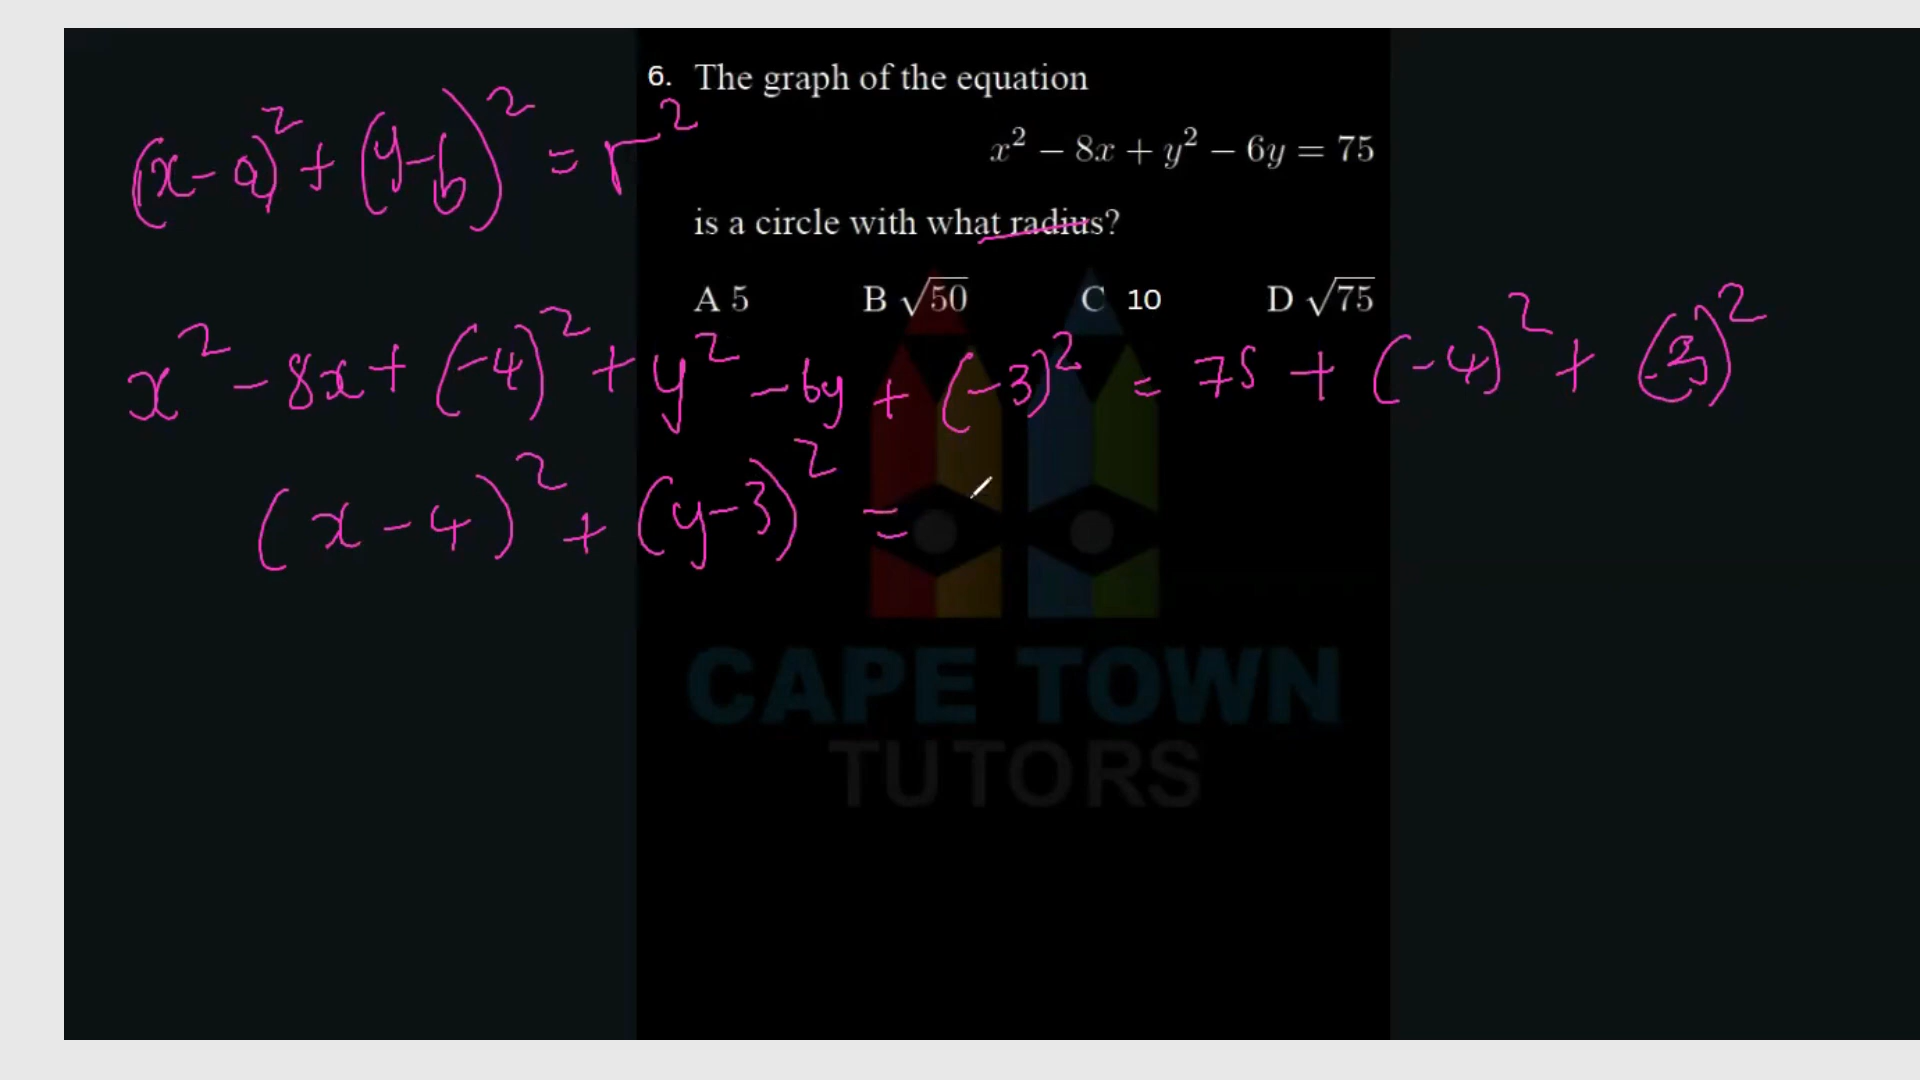 6. The graph of the equation
(x-a)² + (y-b)² = r²
x² − 8x + y² − 6y = 75
is a circle with what radius?
A 5 B √50 C 10 D √75
x² - 8x + (-4)² + y² - 6y + (-3)² = 75 + (-4)² + (-3)²
(x - 4)² + (y - 3)² =
CAPE TOWN
TUTORS